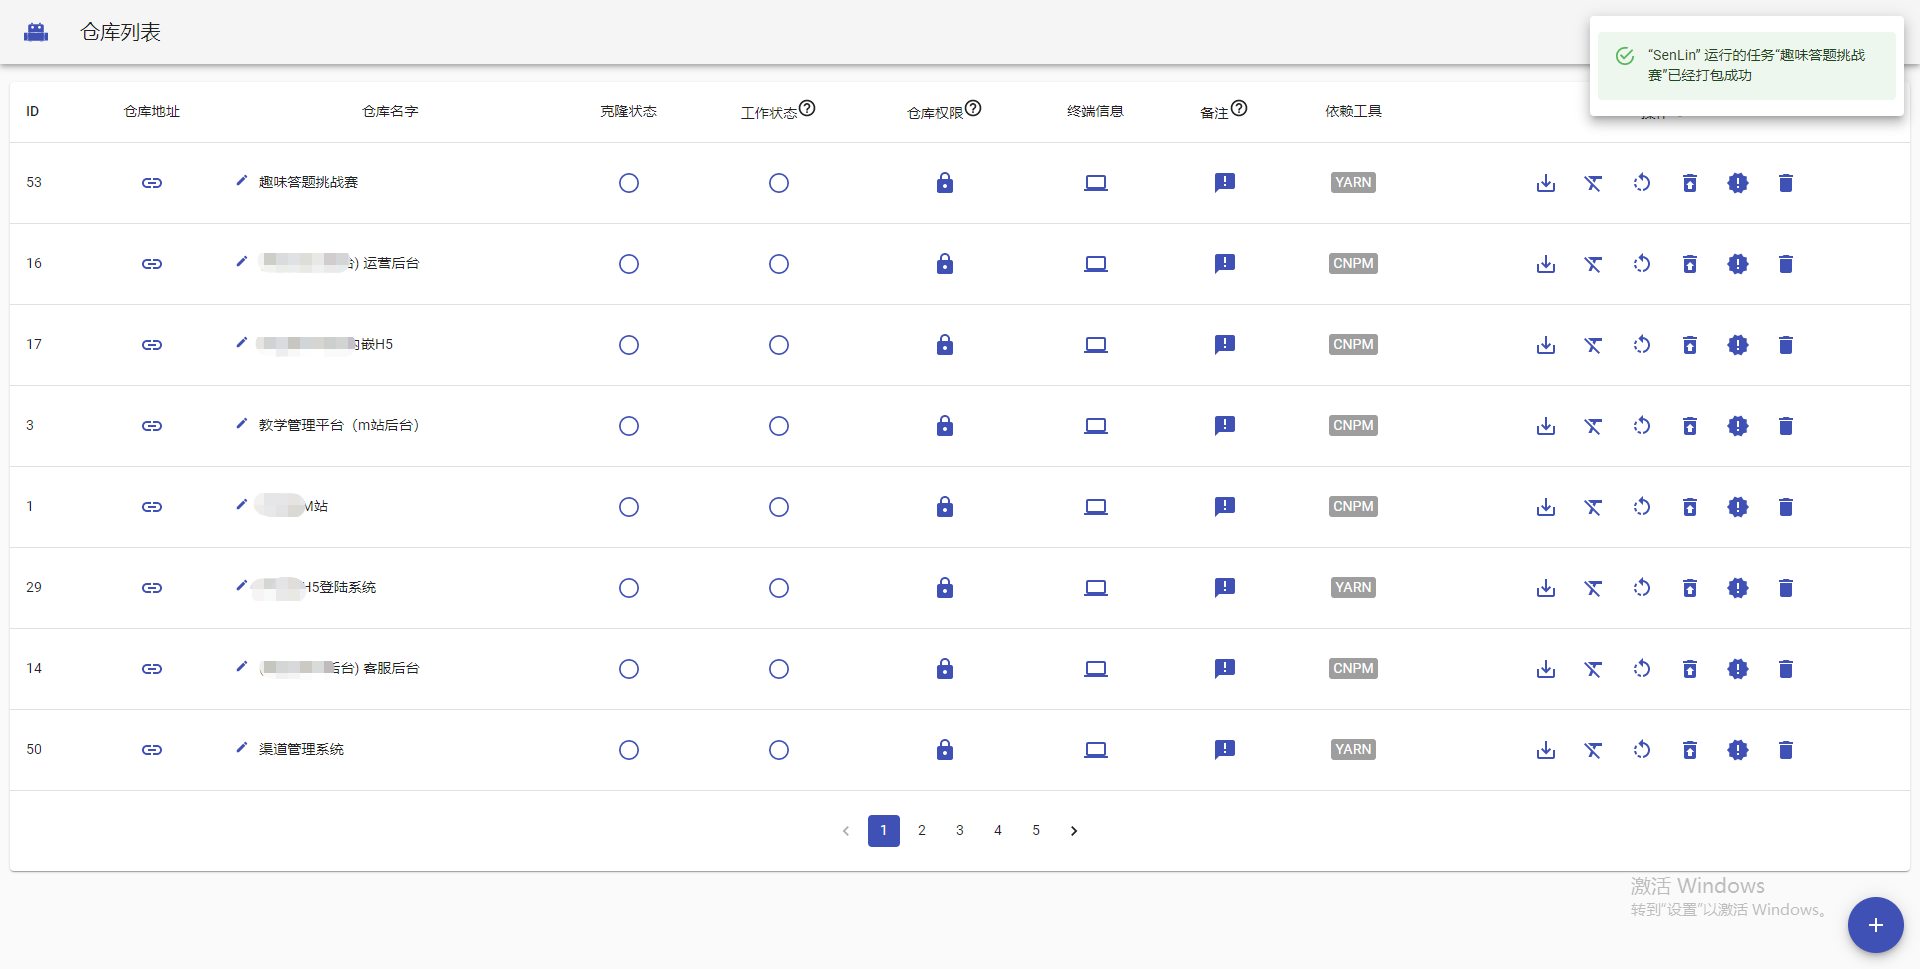 仓库列表
“SenLin” 运行的任务“趣味答题挑战
赛”已经打包成功
ID 仓库地址 仓库名字 克隆状态 工作状态 仓库权限 终端信息 备注 依赖工具
53 趣味答题挑战赛 YARN
16 台) 运营后台 CNPM
17 内嵌H5 CNPM
3 教学管理平台（m站后台） CNPM
1 M站 CNPM
29 H5登陆系统 YARN
14 后台) 客服后台 CNPM
50 渠道管理系统 YARN
1 2 3 4 5
激活 Windows
转到“设置”以激活 Windows。